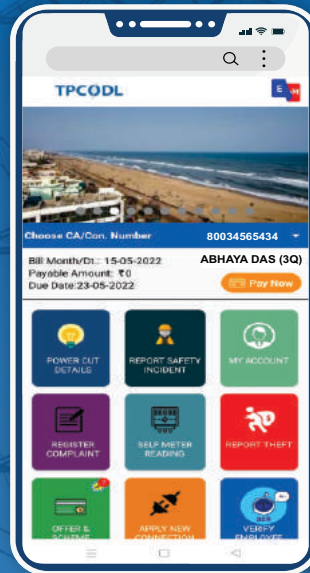 TPCODL
E
Choose CA/Con. Number 80034565434
Bill Month/Dt.: 15-05-2022 ABHAYA DAS (3Q)
Payable Amount: ₹0
Due Date:23-05-2022
Pay Now
POWER CUT
DETAILS
REPORT SAFETY
INCIDENT
MY ACCOUNT
REGISTER
COMPLAINT
SELF METER
READING
REPORT THEFT
OFFER &
SCHEME
APPLY NEW
CONNECTION
VERIFY
EMPLOYEE